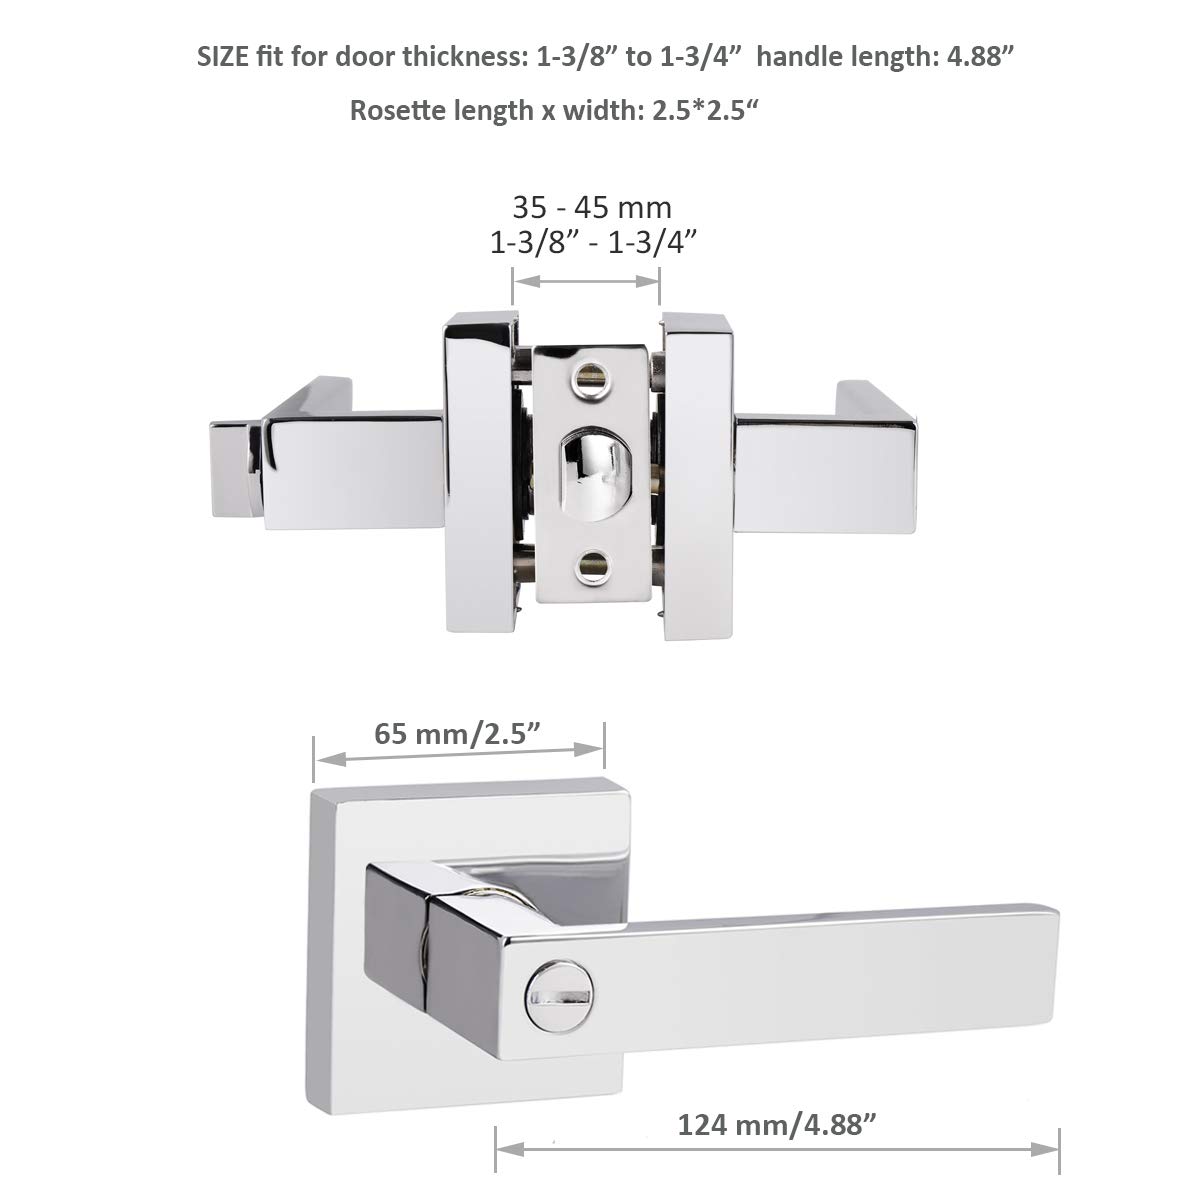 SIZE fit for door thickness: 1-3/8” to 1-3/4”  handle length: 4.88”
Rosette length x width: 2.5*2.5“
35 - 45 mm
1-3/8” - 1-3/4”
65 mm/2.5”
124 mm/4.88”